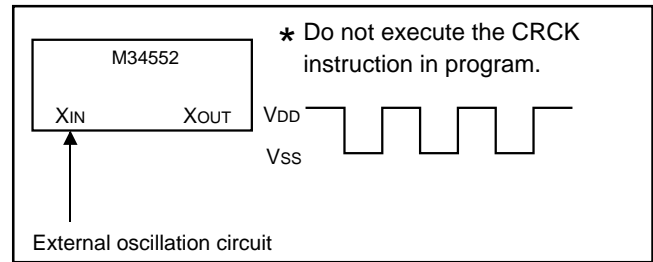 M34552
* Do not execute the CRCK
instruction in program.
XIN XOUT
VDD
VSS
External oscillation circuit